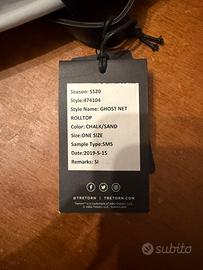 Season: SS20
Style:474104
Style Name: GHOST NET
ROLLTOP
Color: CHALK/SAND
Size:ONE SIZE
Sample Type:SMS
Date:2019-5-15
Remarks: SI
@TRETORN | TRETORN.COM
subito